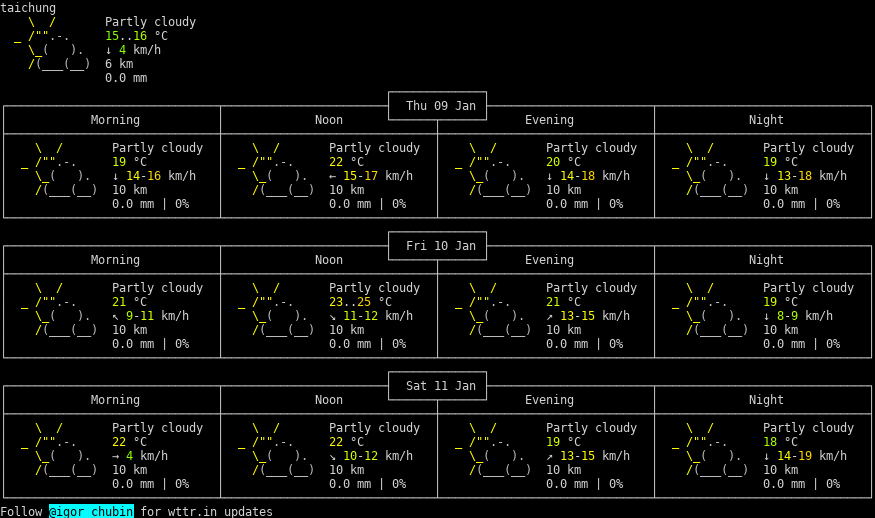 taichung
Partly cloudy
15..16 °C
↓ 4 km/h
6 km
0.0 mm
Thu 09 Jan
Morning Noon Evening Night
Partly cloudy Partly cloudy Partly cloudy Partly cloudy
19 °C 22 °C 20 °C 19 °C
↓ 14-16 km/h ← 15-17 km/h ↓ 14-18 km/h ↓ 13-18 km/h
10 km 10 km 10 km 10 km
0.0 mm | 0% 0.0 mm | 0% 0.0 mm | 0% 0.0 mm | 0%
Fri 10 Jan
Morning Noon Evening Night
Partly cloudy Partly cloudy Partly cloudy Partly cloudy
21 °C 23..25 °C 21 °C 19 °C
↖ 9-11 km/h ↘ 11-12 km/h ↗ 13-15 km/h ↓ 8-9 km/h
10 km 10 km 10 km 10 km
0.0 mm | 0% 0.0 mm | 0% 0.0 mm | 0% 0.0 mm | 0%
Sat 11 Jan
Morning Noon Evening Night
Partly cloudy Partly cloudy Partly cloudy Partly cloudy
22 °C 22 °C 19 °C 18 °C
→ 4 km/h ↘ 10-12 km/h ↗ 13-15 km/h ↓ 14-19 km/h
10 km 10 km 10 km 10 km
0.0 mm | 0% 0.0 mm | 0% 0.0 mm | 0% 0.0 mm | 0%
Follow @igor_chubin for wttr.in updates